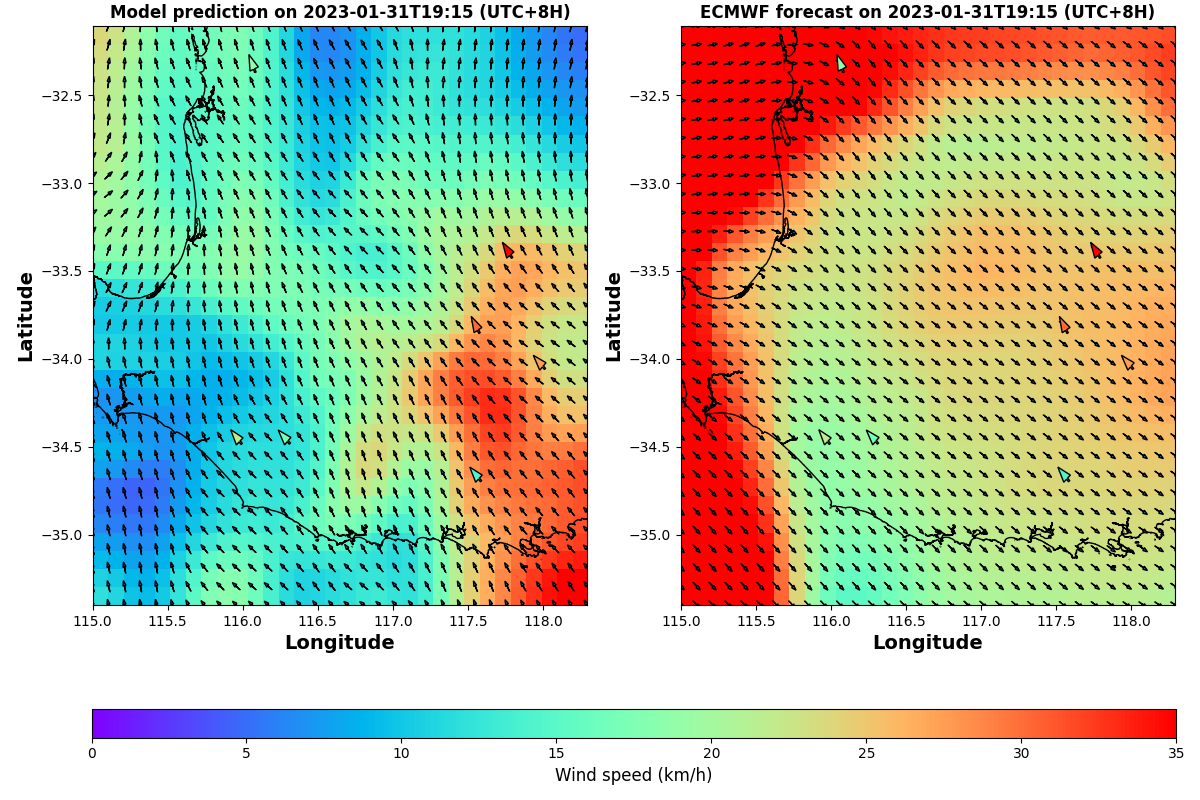 Model prediction on 2023-01-31T19:15 (UTC+8H)
ECMWF forecast on 2023-01-31T19:15 (UTC+8H)
−32.5
−33.0
−33.5
−34.0
−34.5
−35.0
Latitude
115.0 115.5 116.0 116.5 117.0 117.5 118.0
Longitude
−32.5
−33.0
−33.5
−34.0
−34.5
−35.0
Latitude
115.0 115.5 116.0 116.5 117.0 117.5 118.0
Longitude
0 5 10 15 20 25 30 35
Wind speed (km/h)